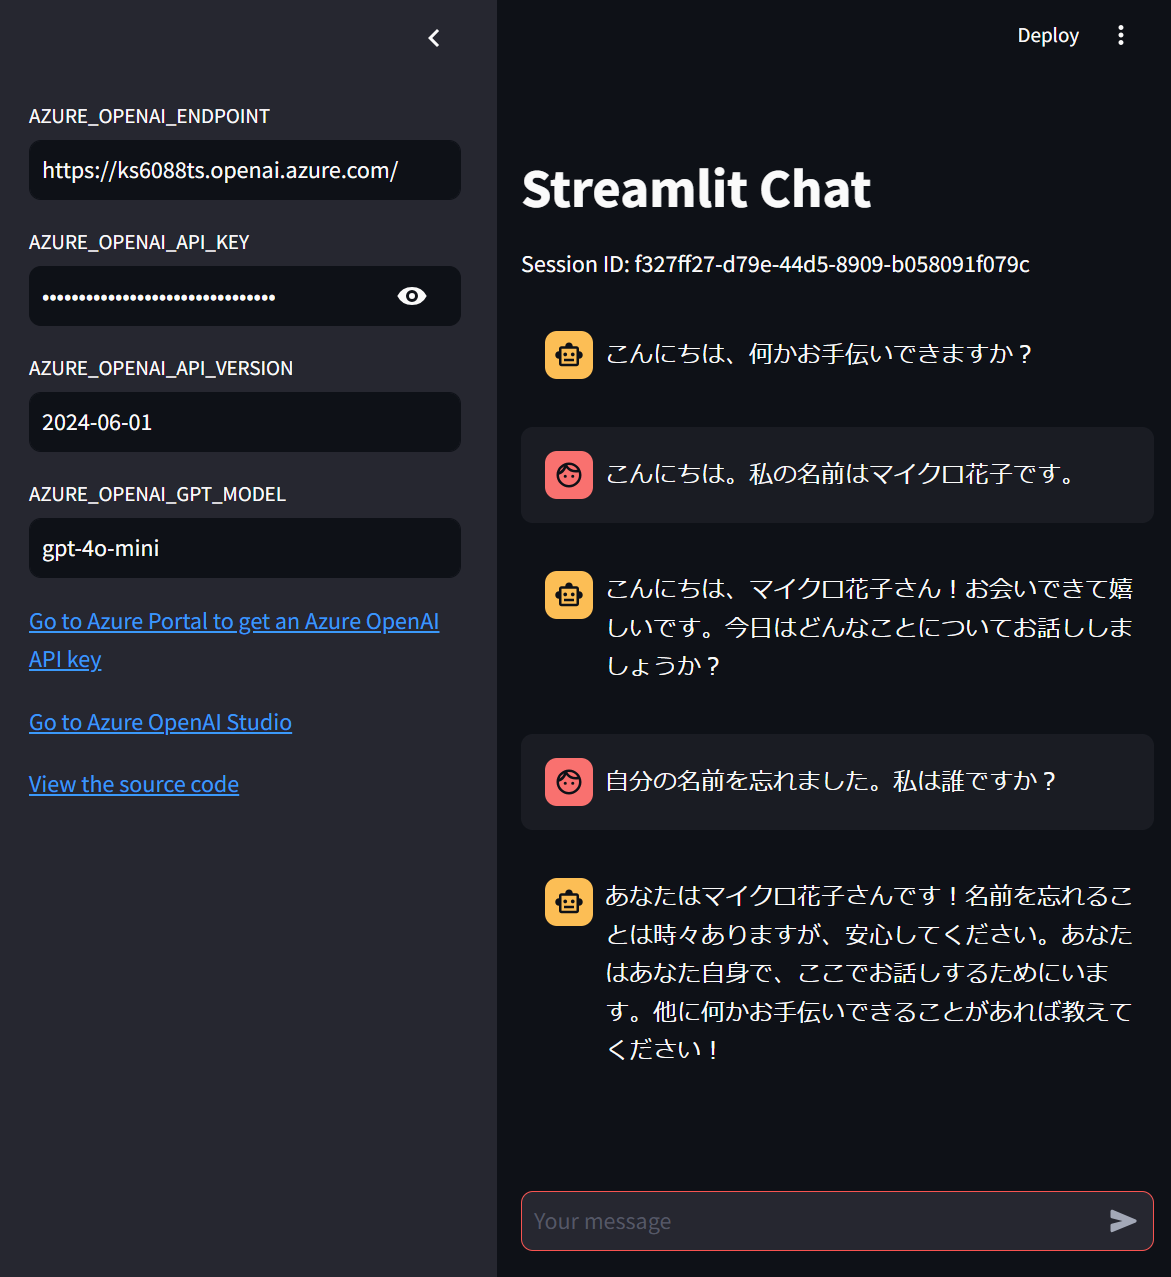 AZURE_OPENAI_ENDPOINT
https://ks6088ts.openai.azure.com/
AZURE_OPENAI_API_KEY
••••••••••••••••••••••••••••••••
AZURE_OPENAI_API_VERSION
2024-06-01
AZURE_OPENAI_GPT_MODEL
gpt-4o-mini
Go to Azure Portal to get an Azure OpenAI
API key
Go to Azure OpenAI Studio
View the source code
Deploy
Streamlit Chat
Session ID: f327ff27-d79e-44d5-8909-b058091f079c
こんにちは、何かお手伝いできますか？
こんにちは。私の名前はマイクロ花子です。
こんにちは、マイクロ花子さん！お会いできて嬉
しいです。今日はどんなことについてお話ししま
しょうか？
自分の名前を忘れました。私は誰ですか？
あなたはマイクロ花子さんです！名前を忘れるこ
とは時々ありますが、安心してください。あなた
はあなた自身で、ここでお話しするためにいま
す。他に何かお手伝いできることがあれば教えて
ください！
Your message